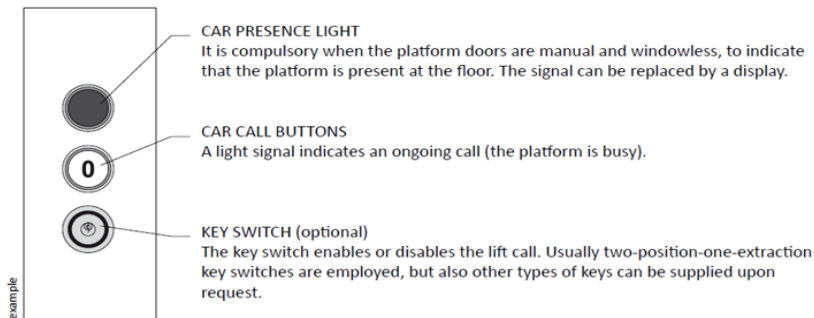 CAR PRESENCE LIGHT
It is compulsory when the platform doors are manual and windowless, to indicate
that the platform is present at the floor. The signal can be replaced by a display.
CAR CALL BUTTONS
A light signal indicates an ongoing call (the platform is busy).
0
KEY SWITCH (optional)
The key switch enables or disables the lift call. Usually two-position-one-extraction
key switches are employed, but also other types of keys can be supplied upon
request.
example